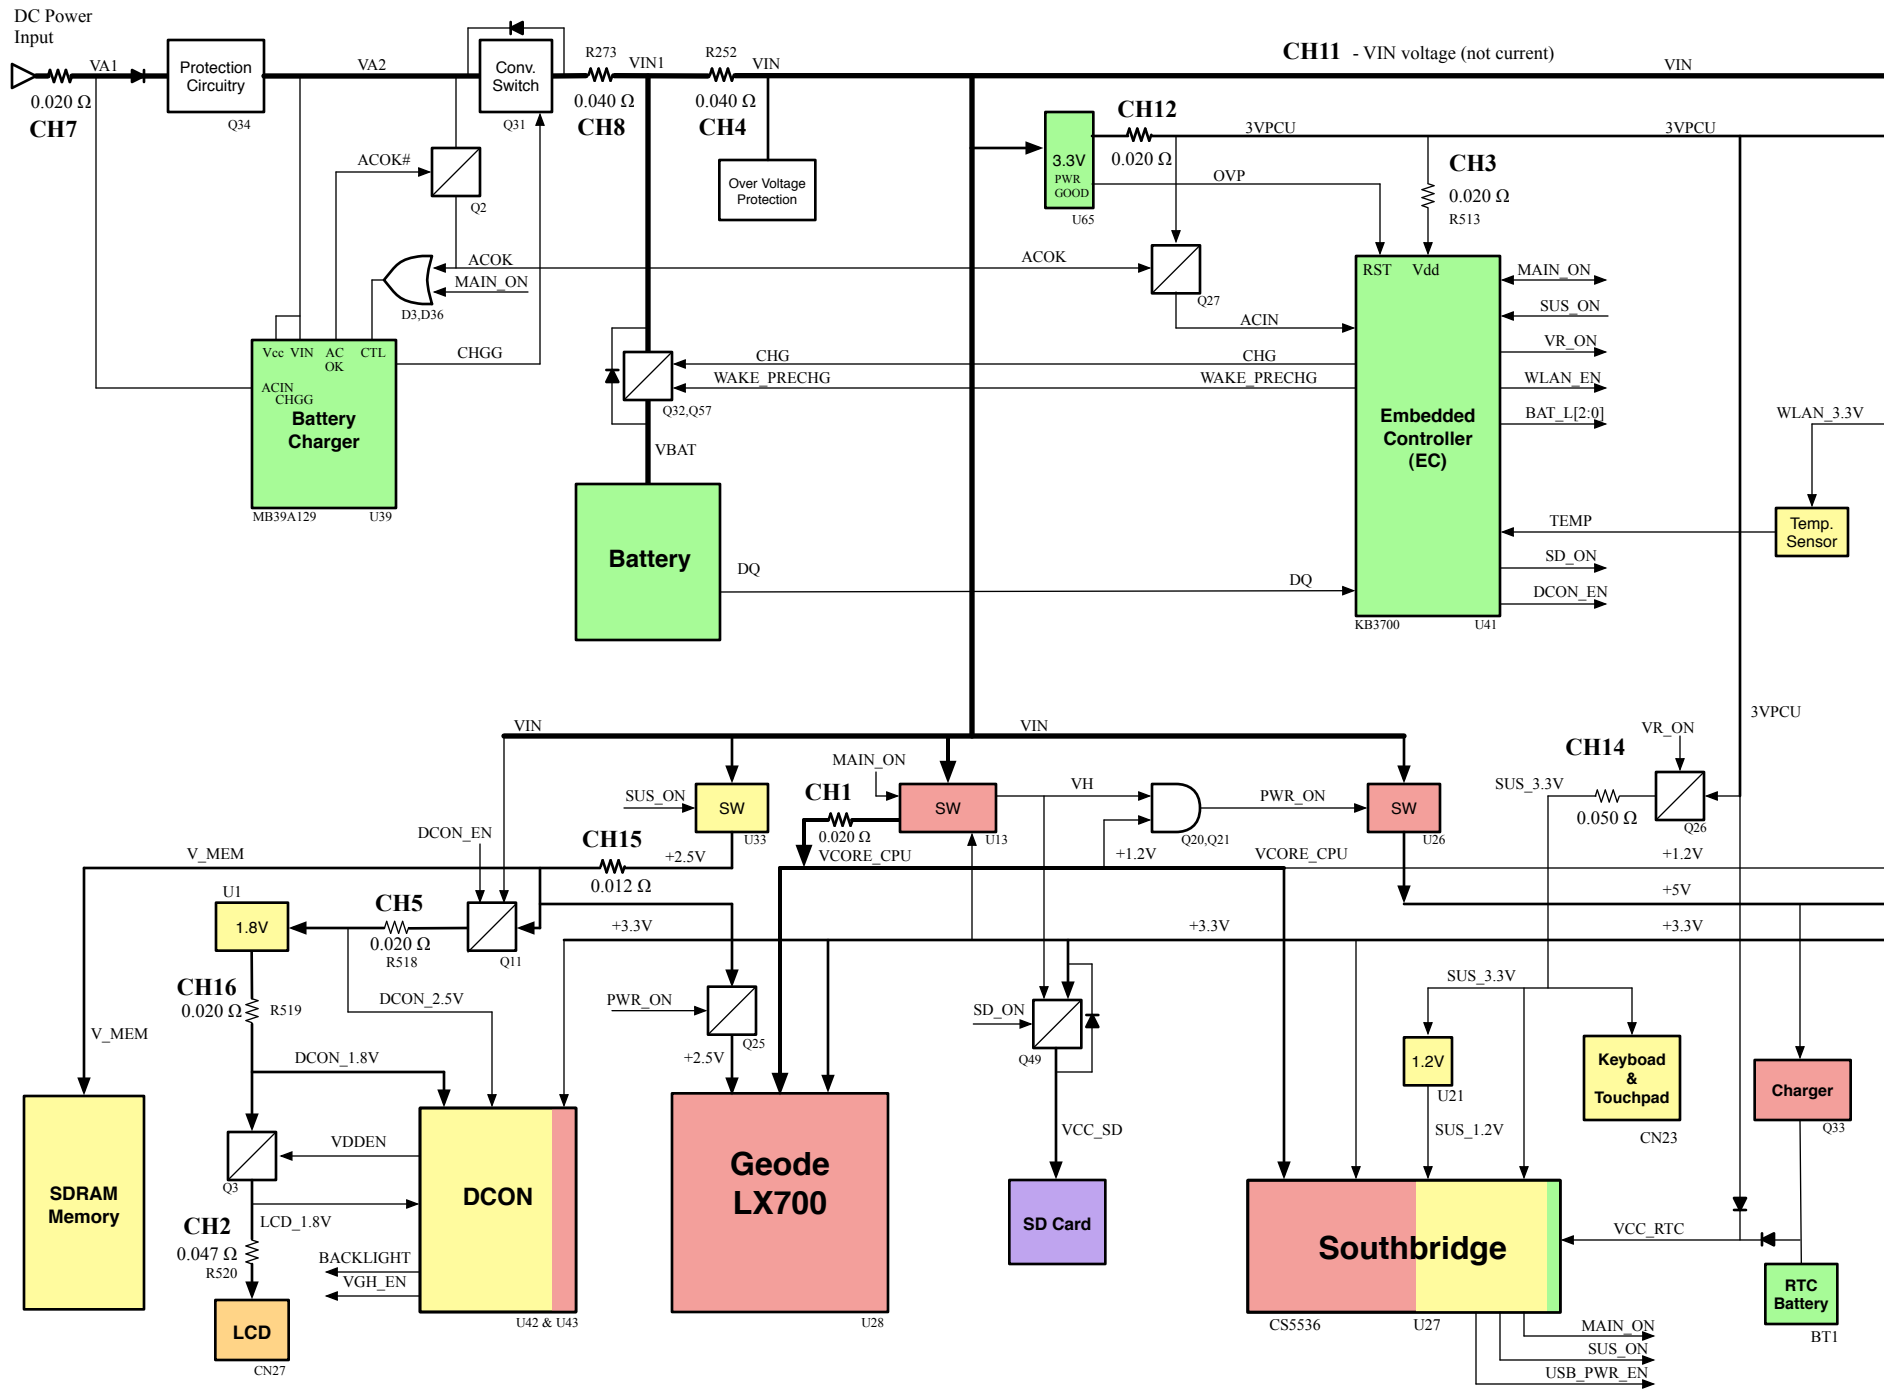 DC Power
Input
VA1
0.020 Ω
CH7
Protection
Circuitry
Q34
VA2
Conv.
Switch
Q31
R273
0.040 Ω
CH8
VIN1
R252
0.040 Ω
CH4
VIN
CH11 - VIN voltage (not current)
VIN
Over Voltage
Protection
ACOK#
Q2
ACOK
MAIN_ON
D3,D36
ACOK
3.3V
PWR
GOOD
U65
CH12
0.020 Ω
3VPCU
3VPCU
OVP
CH3
0.020 Ω
R513
Q27
ACIN
Vcc
VIN
AC
OK
CTL
ACIN
CHGG
Battery
Charger
MB39A129
U39
CHGG
CHG
WAKE_PRECHG
CHG
WAKE_PRECHG
Q32,Q57
VBAT
Battery
DQ
DQ
RST
Vdd
Embedded
Controller
(EC)
KB3700
U41
MAIN_ON
SUS_ON
VR_ON
WLAN_EN
BAT_L[2:0]
TEMP
SD_ON
DCON_EN
WLAN_3.3V
Temp.
Sensor
VIN
VIN
3VPCU
SUS_ON
SW
U33
MAIN_ON
CH1
0.020 Ω
SW
U13
VH
Q20,Q21
PWR_ON
SW
U26
CH14
VR_ON
SUS_3.3V
0.050 Ω
Q26
DCON_EN
CH15
0.012 Ω
+2.5V
V_MEM
VCORE_CPU
+1.2V
VCORE_CPU
+1.2V
+5V
U1
1.8V
CH5
0.020 Ω
R518
Q11
+3.3V
+3.3V
+3.3V
CH16
0.020 Ω
R519
DCON_2.5V
PWR_ON
Q25
+2.5V
SD_ON
Q49
SUS_3.3V
V_MEM
DCON_1.8V
1.2V
U21
SUS_1.2V
Keyboad
&
Touchpad
CN23
Charger
Q33
VDDEN
Q3
VCC_SD
SDRAM
Memory
CH2
0.047 Ω
R520
LCD_1.8V
BACKLIGHT
VGH_EN
LCD
CN27
DCON
U42 & U43
Geode
LX700
U28
SD Card
Southbridge
CS5536
U27
VCC_RTC
RTC
Battery
BT1
MAIN_ON
SUS_ON
USB_PWR_EN